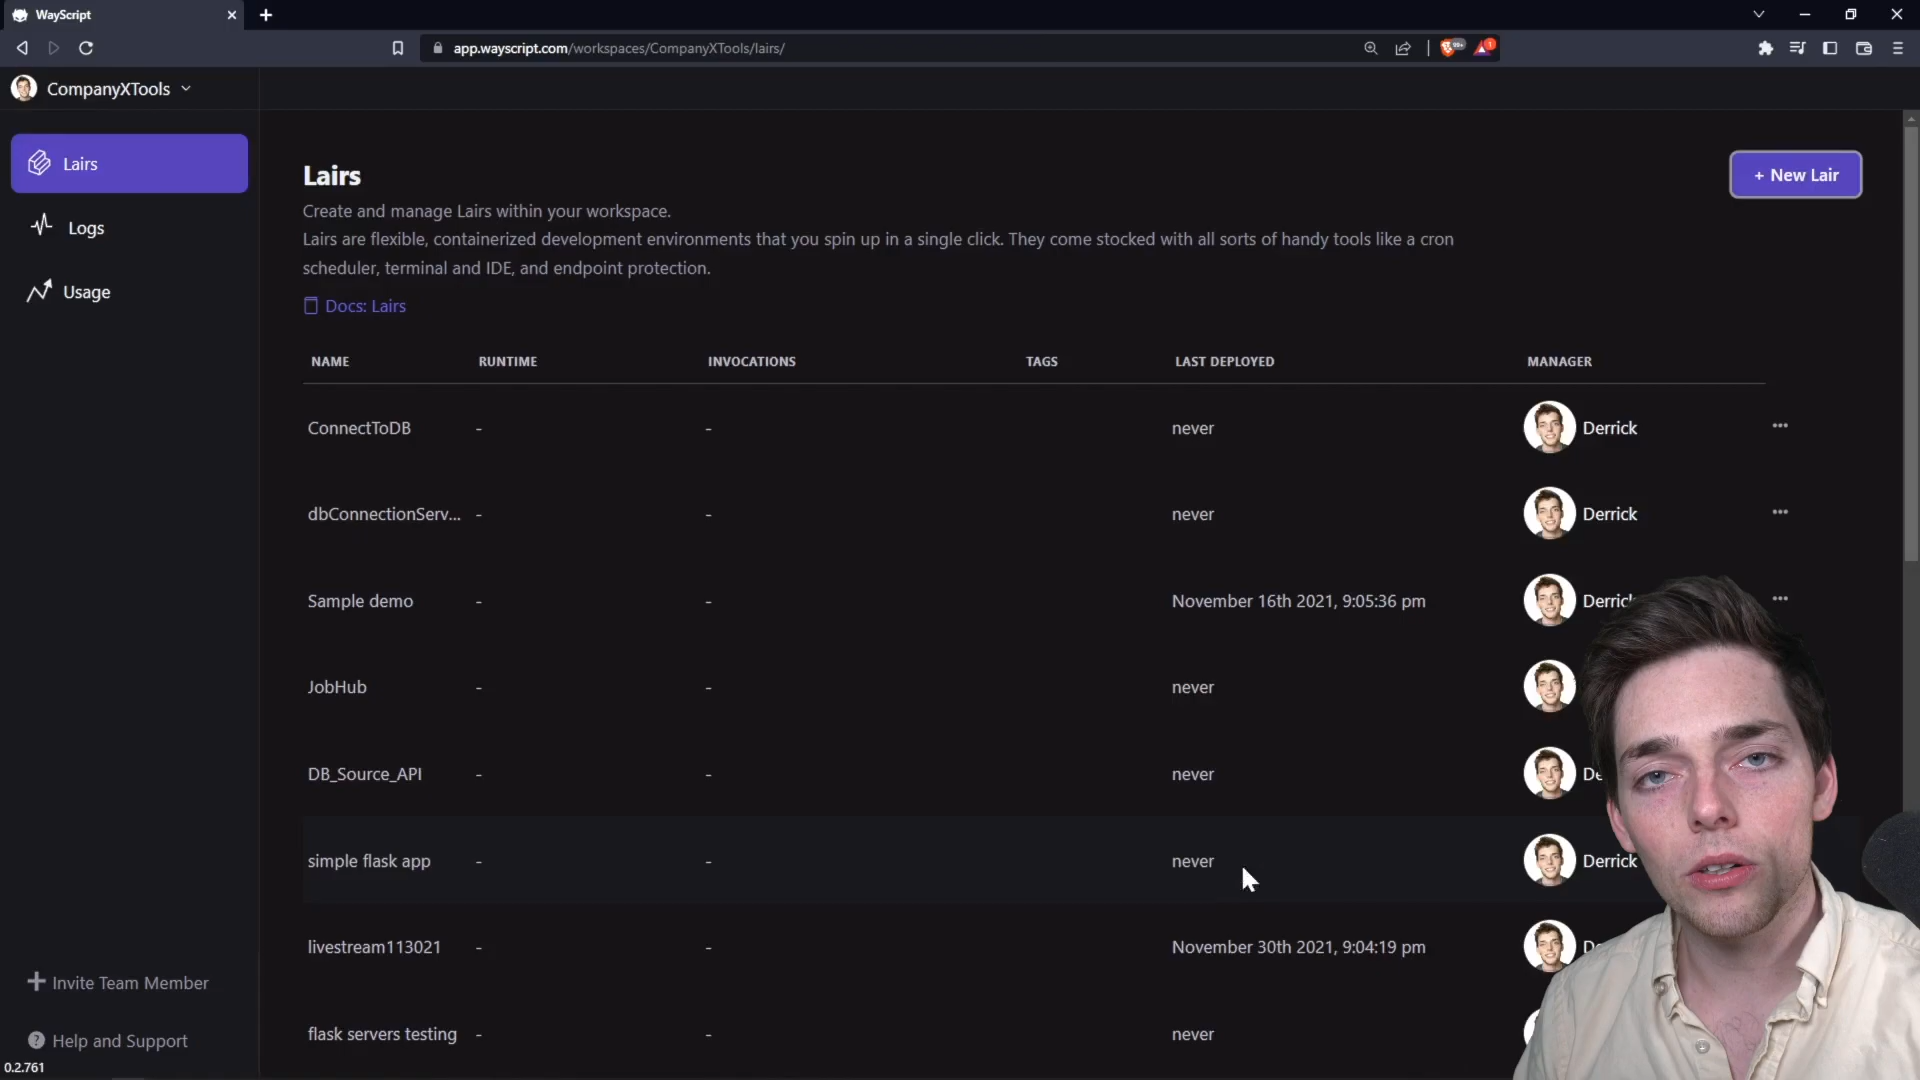 WayScript
app.wayscript.com/workspaces/CompanyXTools/lairs/
99+
1
CompanyXTools
Lairs
Logs
Usage
Invite Team Member
Help and Support
0.2.761
Lairs
+ New Lair
Create and manage Lairs within your workspace.
Lairs are flexible, containerized development environments that you spin up in a single click. They come stocked with all sorts of handy tools like a cron
scheduler, terminal and IDE, and endpoint protection.
Docs: Lairs
NAME RUNTIME INVOCATIONS TAGS LAST DEPLOYED MANAGER
ConnectToDB - - never Derrick
dbConnectionServ... - - never Derrick
Sample demo - - November 16th 2021, 9:05:36 pm Derrick
JobHub - - never
DB_Source_API - - never De
simple flask app - - never Derrick
livestream113021 - - November 30th 2021, 9:04:19 pm De
flask servers testing - - never